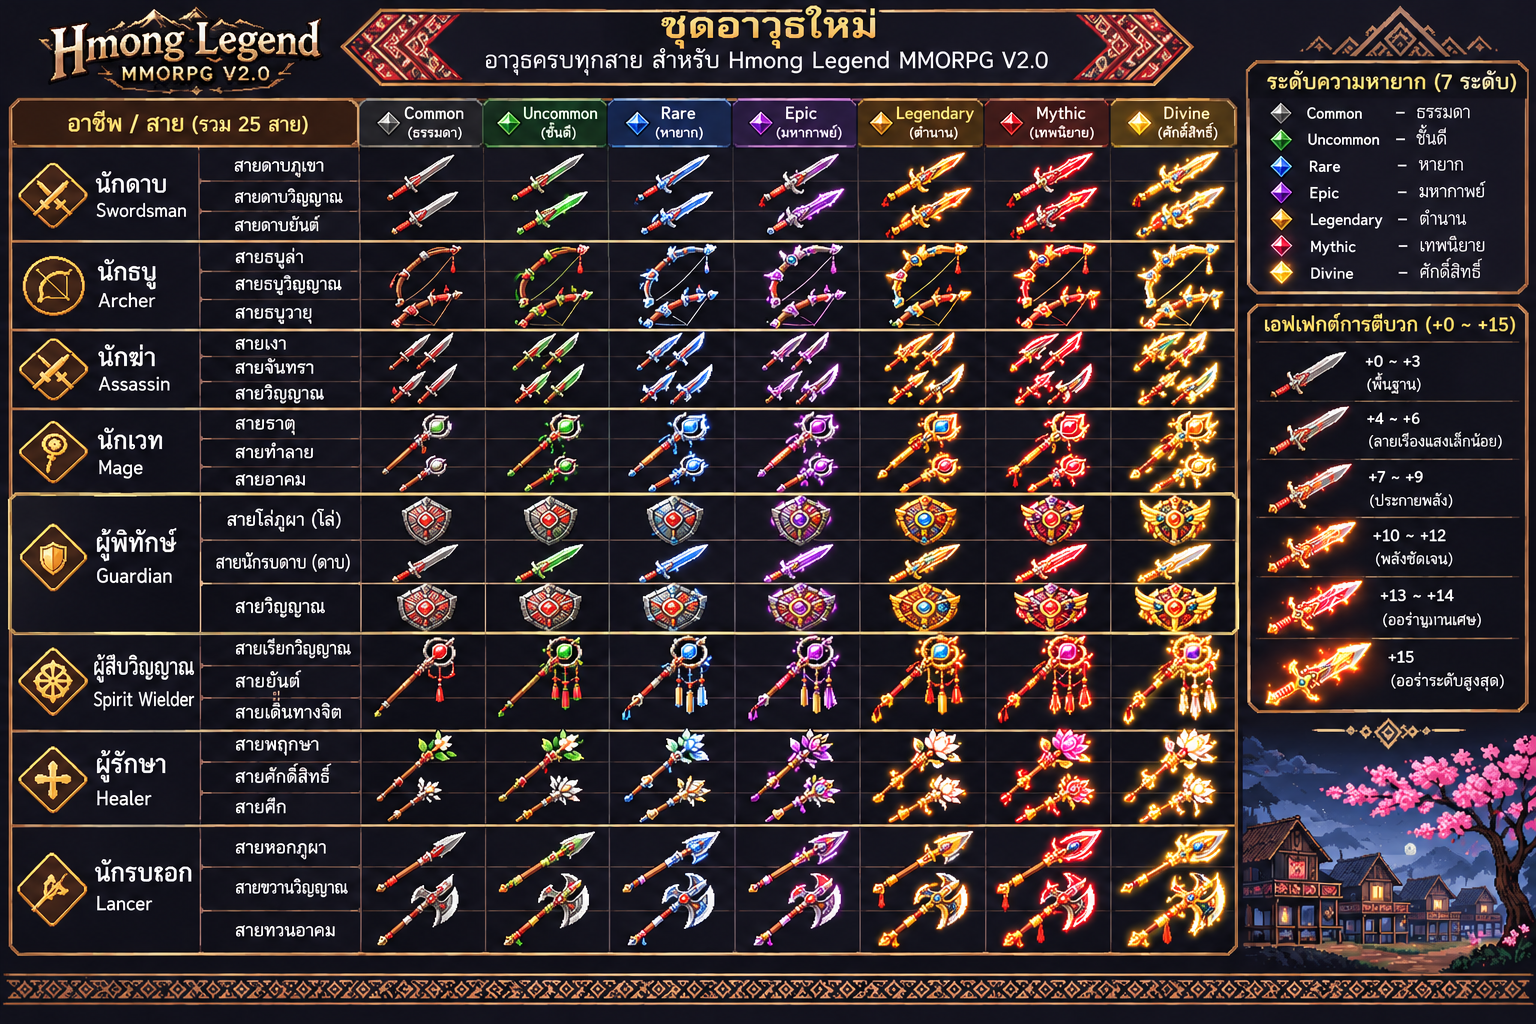 Hmong Legend
MMORPG V2.0
ชุดอาวุธใหม่
อาวุธครบทุกสาย สำหรับ Hmong Legend MMORPG V2.0
อาชีพ / สาย (รวม 25 สาย)
Common
(ธรรมดา)
Uncommon
(ชั้นดี)
Rare
(หายาก)
Epic
(มหากาพย์)
Legendary
(ตำนาน)
Mythic
(เทพนิยาย)
Divine
(ศักดิ์สิทธิ์)
นักดาบ
Swordsman
สายดาบภูเขา
สายดาบวิญญาณ
สายดาบยันต์
นักธนู
Archer
สายธนูล่า
สายธนูวิญญาณ
สายธนูวายุ
นักฆ่า
Assassin
สายเงา
สายจันทรา
สายวิญญาณ
นักเวท
Mage
สายธาตุ
สายทำลาย
สายอาคม
ผู้พิทักษ์
Guardian
สายโล่ภูผา (โล่)
สายนักรบดาบ (ดาบ)
สายวิญญาณ
ผู้สืบวิญญาณ
Spirit Wielder
สายเรียกวิญญาณ
สายยันต์
สายเดินทางจิต
ผู้รักษา
Healer
สายพฤกษา
สายศักดิ์สิทธิ์
สายศึก
นักรบหอก
Lancer
สายหอกภูผา
สายขวานวิญญาณ
สายทวนอาคม
ระดับความหายาก (7 ระดับ)
Common – ธรรมดา
Uncommon – ชั้นดี
Rare – หายาก
Epic – มหากาพย์
Legendary – ตำนาน
Mythic – เทพนิยาย
Divine – ศักดิ์สิทธิ์
เอฟเฟกต์การตีบวก (+0 ~ +15)
+0 ~ +3
(พื้นฐาน)
+4 ~ +6
(ลายเรืองแสงเล็กน้อย)
+7 ~ +9
(ประกายพลัง)
+10 ~ +12
(พลังชัดเจน)
+13 ~ +14
+15
(ออร่าระดับสูงสุด)